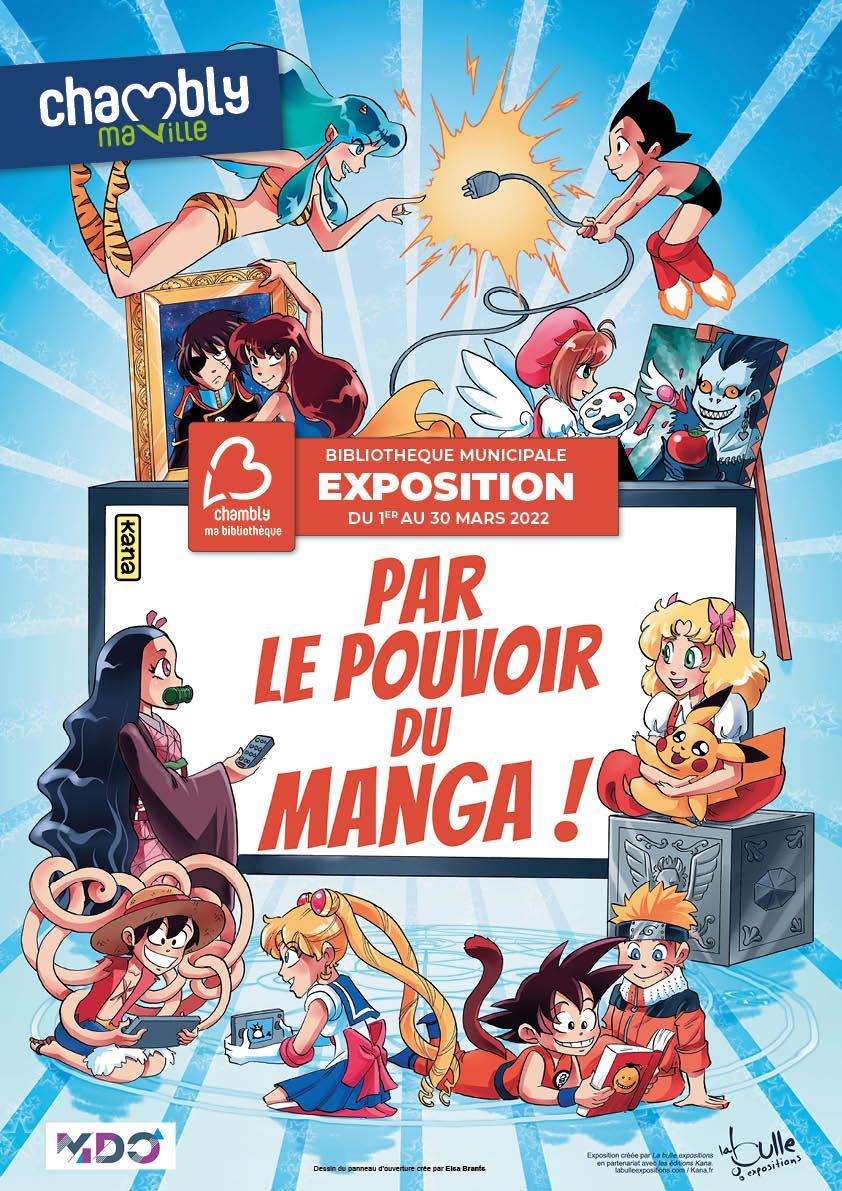 chambly
ma ville
BIBLIOTHEQUE MUNICIPALE
EXPOSITION
DU 1ER AU 30 MARS 2022
chambly
ma bibliothèque
Kana
PAR
LE POUVOIR
DU
MANGA !
MDO
Dessin du panneau d'ouverture crée par Elsa Brants
Exposition créée par La bulle expositions
en partenariat avec les éditions Kana.
labulleexpositions.com / Kana.fr
la bulle
expositions